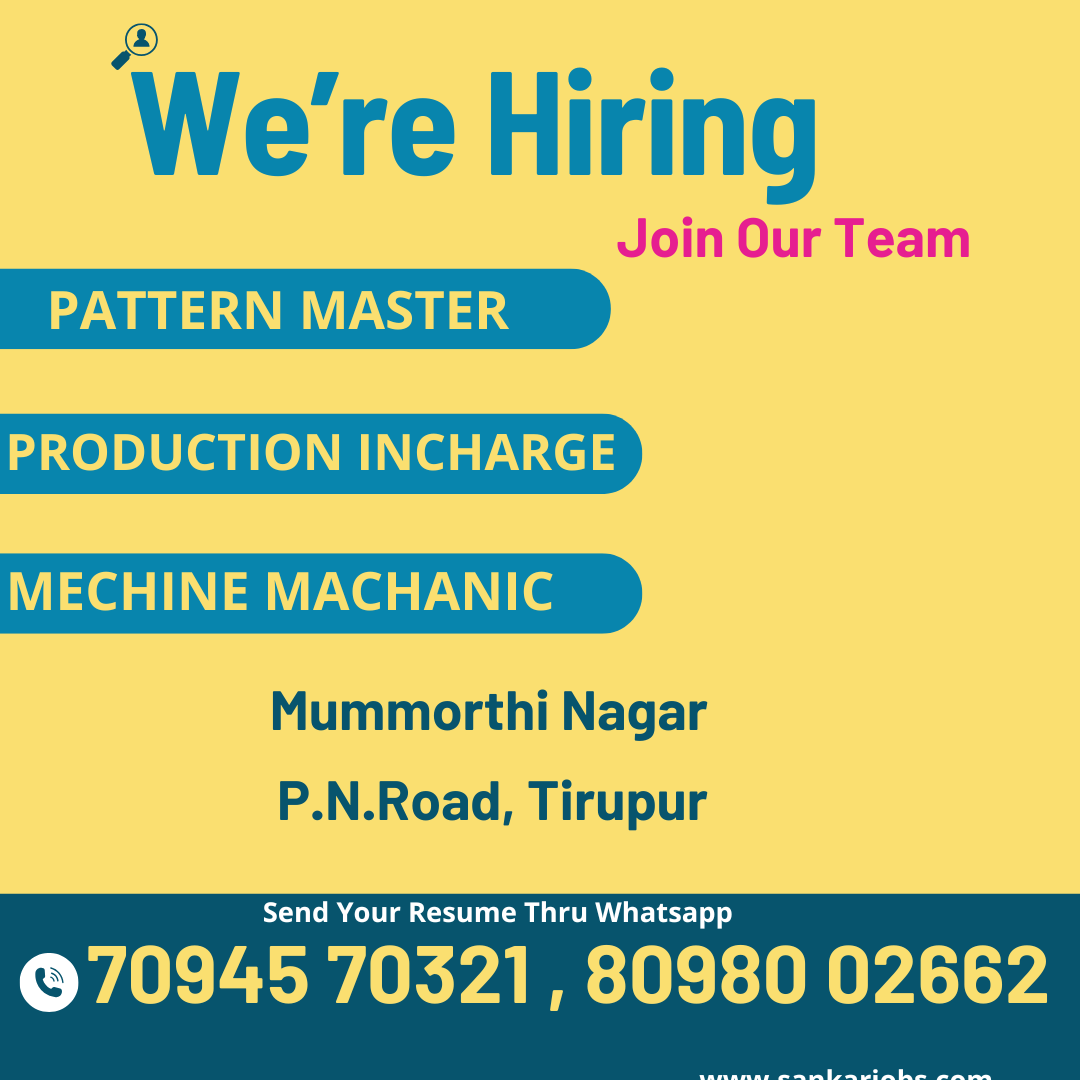 We're Hiring
Join Our Team
PATTERN MASTER
PRODUCTION INCHARGE
MECHINE MACHANIC
Mummorthi Nagar
P.N.Road, Tirupur
Send Your Resume Thru Whatsapp
70945 70321 , 80980 02662
www.sankarjobs.com